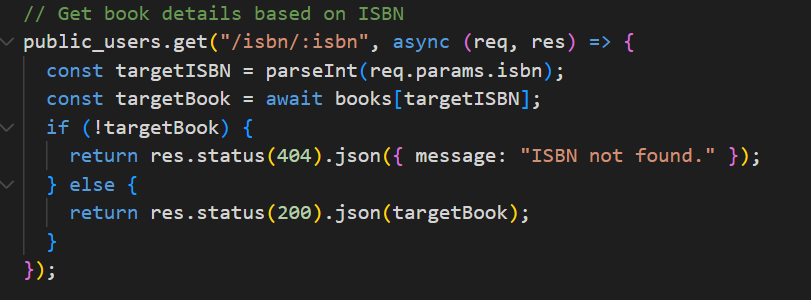 // Get book details based on ISBN
public_users.get("/isbn/:isbn", async (req, res) => {
  const targetISBN = parseInt(req.params.isbn);
  const targetBook = await books[targetISBN];
  if (!targetBook) {
    return res.status(404).json({ message: "ISBN not found." });
  } else {
    return res.status(200).json(targetBook);
  }
});